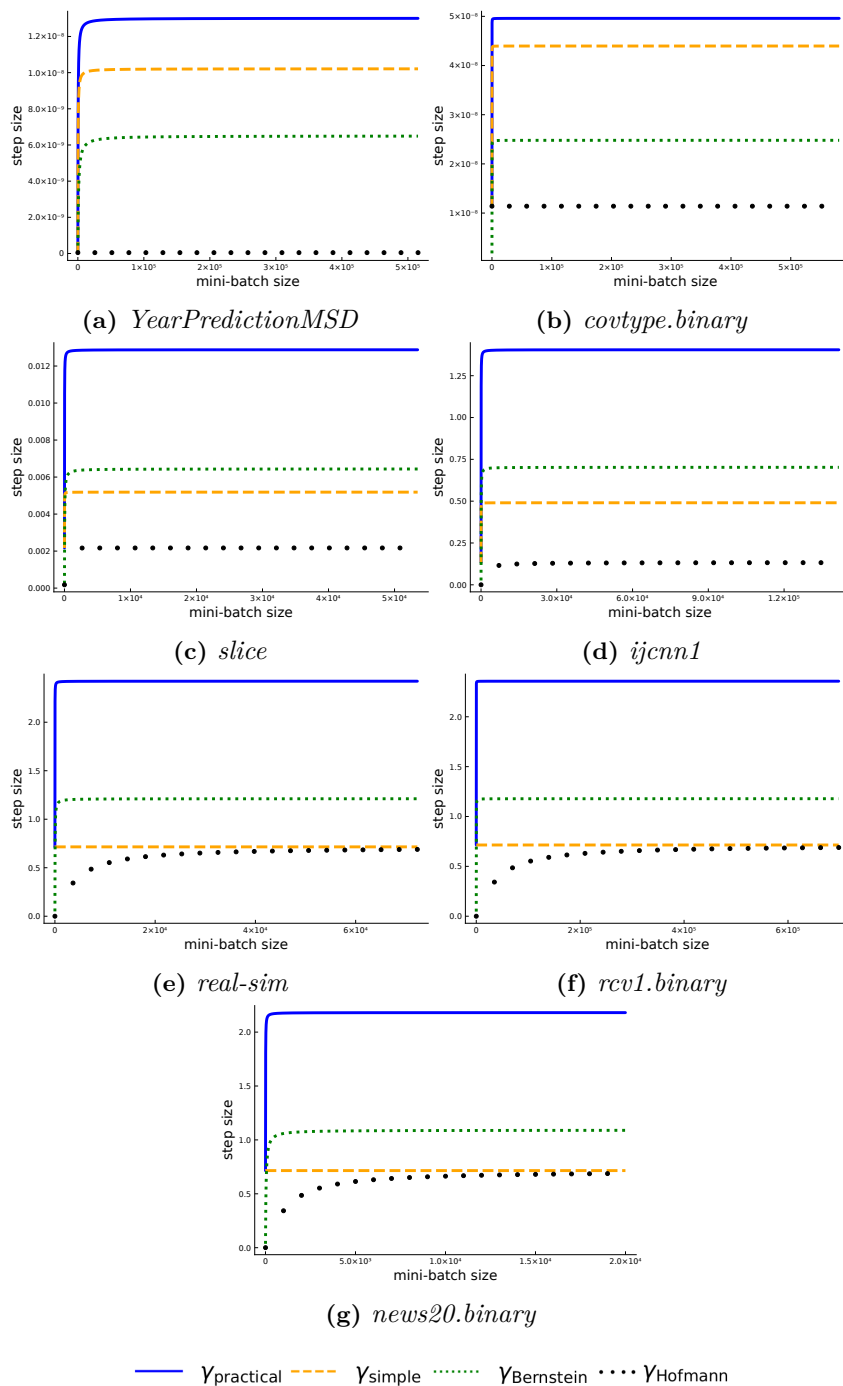 1.2×10⁻⁸
1.0×10⁻⁸
8.0×10⁻⁹
6.0×10⁻⁹
4.0×10⁻⁹
2.0×10⁻⁹
0
step size
0 1×10⁵ 2×10⁵ 3×10⁵ 4×10⁵ 5×10⁵
mini-batch size
(a) YearPredictionMSD
5×10⁻⁸
4×10⁻⁸
3×10⁻⁸
2×10⁻⁸
1×10⁻⁸
step size
0 1×10⁵ 2×10⁵ 3×10⁵ 4×10⁵ 5×10⁵
mini-batch size
(b) covtype.binary
0.012
0.010
0.008
0.006
0.004
0.002
0.000
step size
0 1×10⁴ 2×10⁴ 3×10⁴ 4×10⁴ 5×10⁴
mini-batch size
(c) slice
1.25
1.00
0.75
0.50
0.25
0.00
step size
0 3.0×10⁴ 6.0×10⁴ 9.0×10⁴ 1.2×10⁵
mini-batch size
(d) ijcnn1
2.0
1.5
1.0
0.5
0.0
step size
0 2×10⁴ 4×10⁴ 6×10⁴
mini-batch size
(e) real-sim
2.0
1.5
1.0
0.5
0.0
step size
0 2×10⁵ 4×10⁵ 6×10⁵
mini-batch size
(f) rcv1.binary
2.0
1.5
1.0
0.5
0.0
step size
0 5.0×10³ 1.0×10⁴ 1.5×10⁴ 2.0×10⁴
mini-batch size
(g) news20.binary
γpractical γsimple γBernstein γHofmann